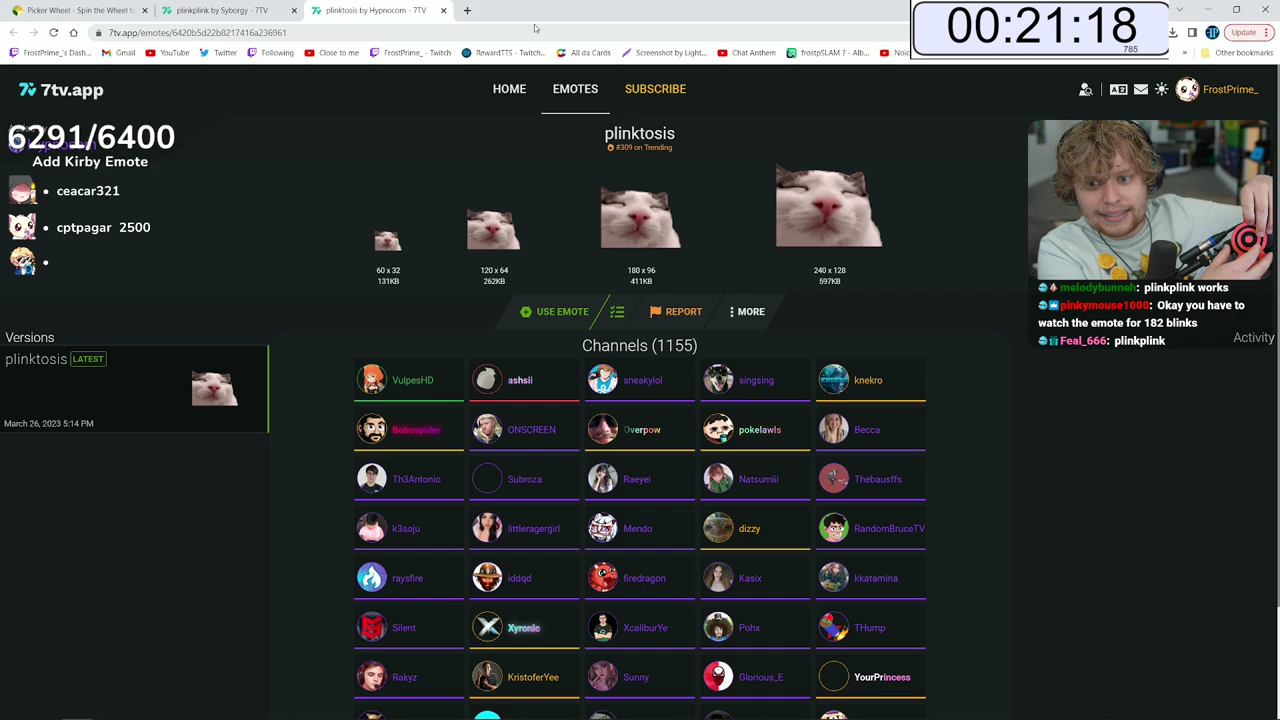 Picker Wheel - Spin the Wheel to
plinkplink by Syborgy - 7TV
plinktosis by Hypnocorn - 7TV
00:21:18
785
7tv.app/emotes/6420b5d22b8217416a236961
Update
FrostPrime_'s Dash...
Gmail
YouTube
Twitter
Following
Close to me
FrostPrime_ - Twitch
RewardTTS - Twitch...
All da Cards
Screenshot by Light...
Chat Anthem
frostpSLAM ? - Alb...
Other bookmarks
7tv.app
HOME
EMOTES
SUBSCRIBE
FrostPrime_
6291/6400
Add Kirby Emote
ceacar321
cptpagar 2500
plinktosis
#309 on Trending
60 x 32
131KB
120 x 64
262KB
180 x 96
411KB
240 x 128
597KB
USE EMOTE
REPORT
MORE
melodybunneh: plinkplink works
pinkymouse1000: Okay you have to
watch the emote for 182 blinks
Feal_666: plinkplink
Activity
Versions
plinktosis LATEST
March 26, 2023 5:14 PM
Channels (1155)
VulpesHD
ashsii
sneakylol
singsing
knekro
Bobospider
ONSCREEN
Overpow
pokelawls
Becca
Th3Antonio
Subroza
Raeyei
Natsumiii
Thebausffs
k3soju
littleragergirl
Mendo
dizzy
RandomBruceTV
raysfire
iddqd
firedragon
Kasix
kkatamina
Silent
Xyronic
XcaliburYe
Pohx
THump
Rakyz
KristoferYee
Sunny
Glorious_E
YourPrincess